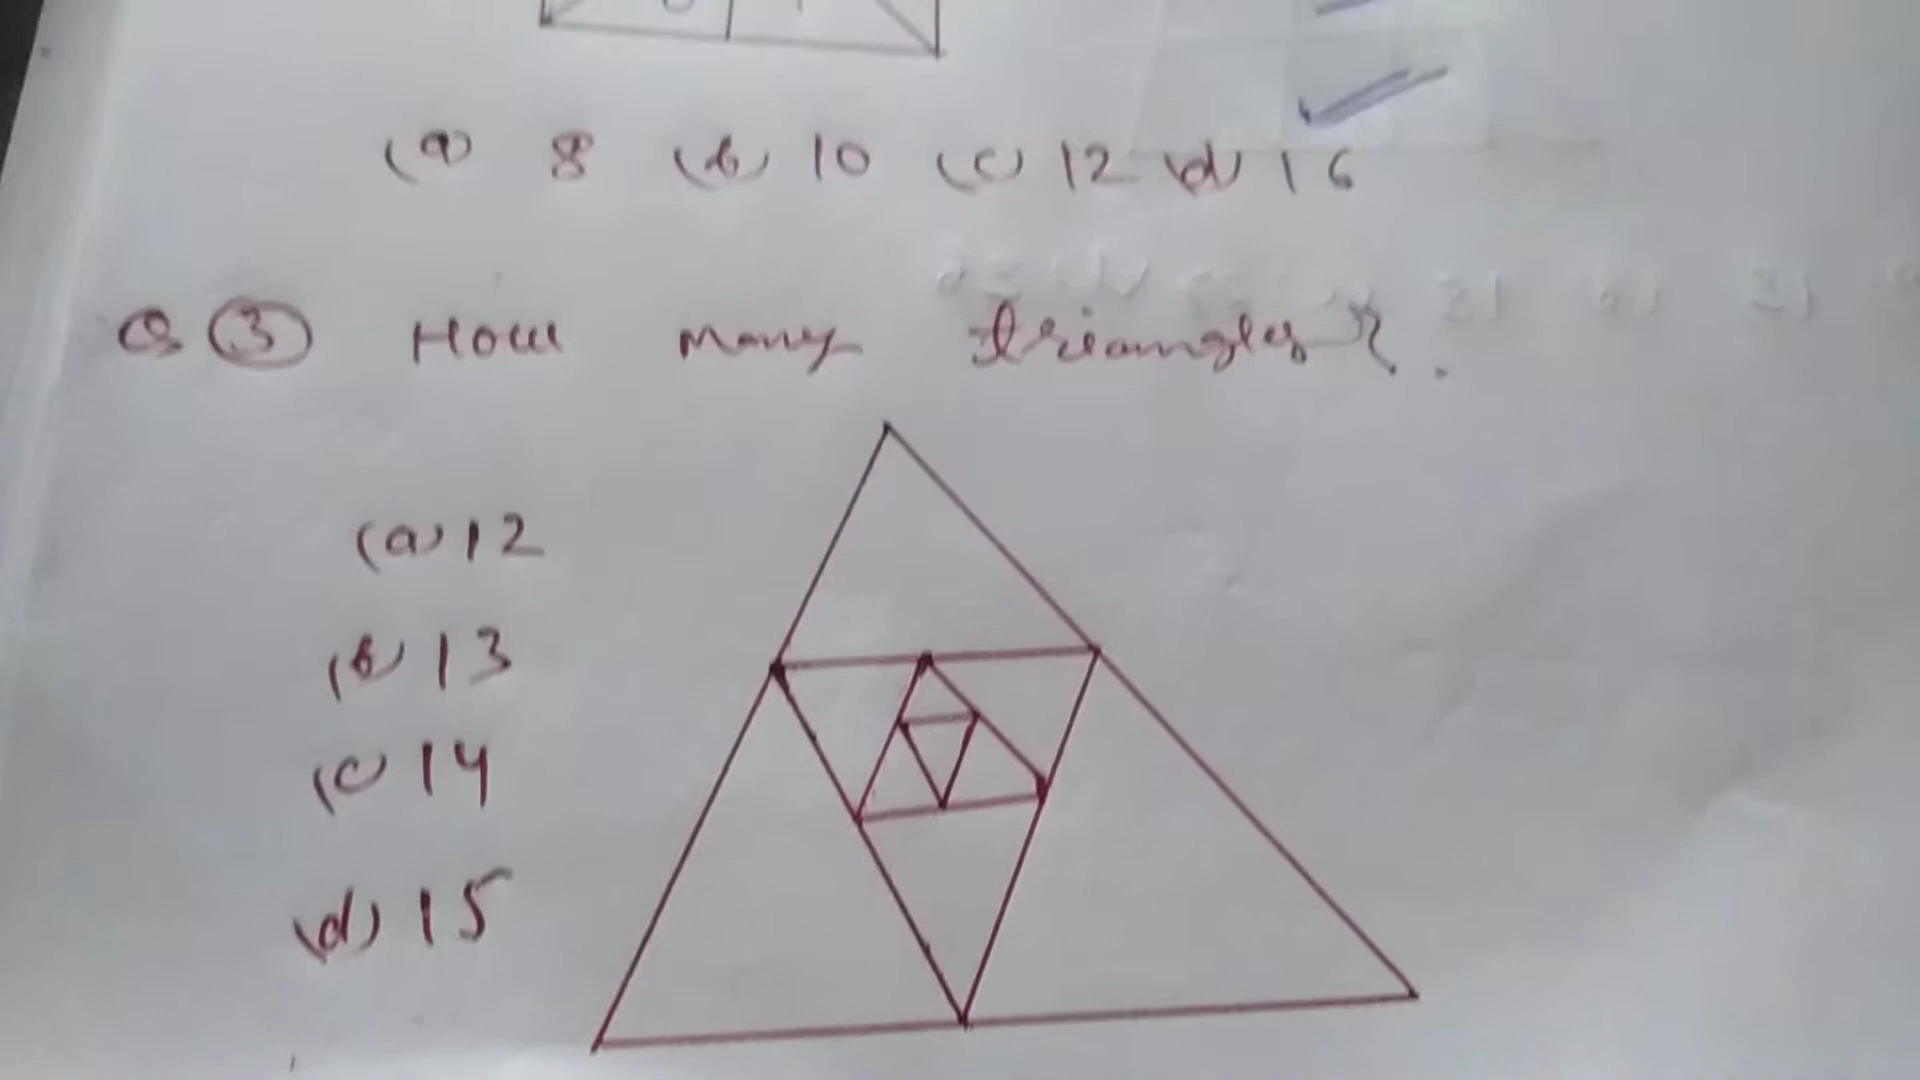 (a) 8 (b) 10 (c) 12 (d) 16
Q ③ How many triangles?.
(a) 12
(b) 13
(c) 14
(d) 15